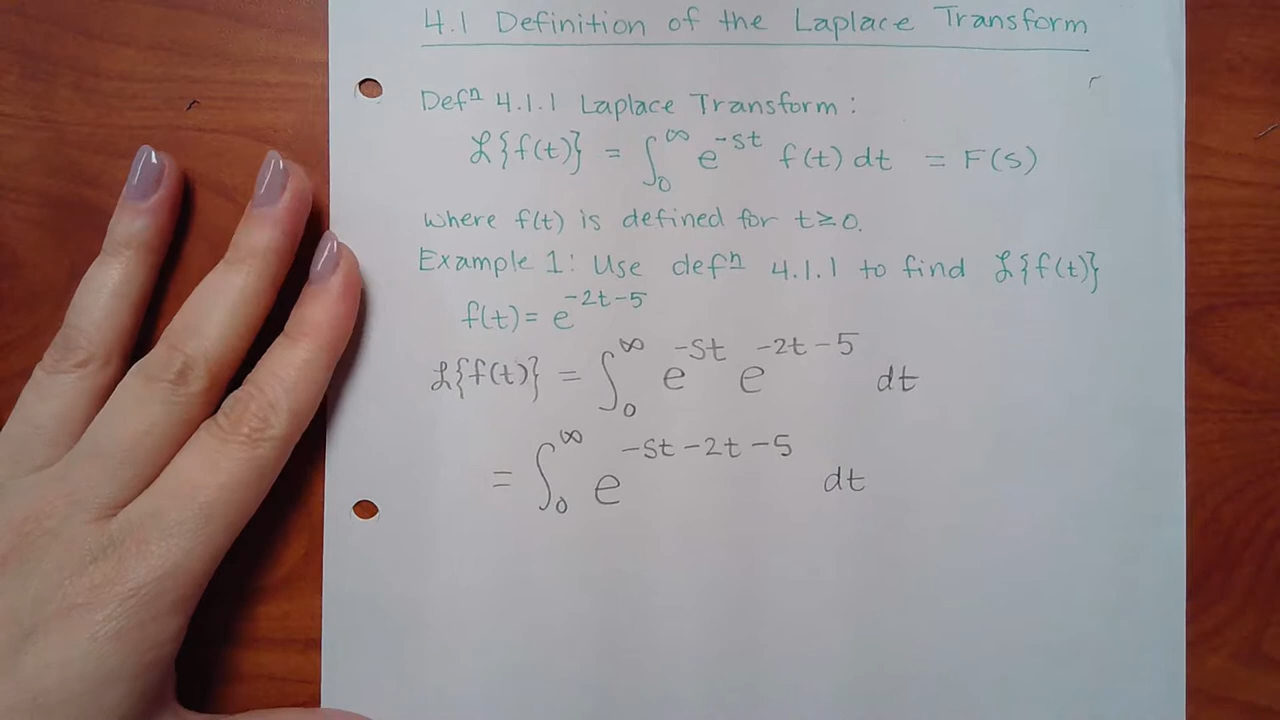 4.1 Definition of the Laplace Transform
Defⁿ 4.1.1 Laplace Transform:
ℒ{f(t)} = ∫₀^∞ e^(-st) f(t) dt = F(s)
where f(t) is defined for t≥0.
Example 1: Use defⁿ 4.1.1 to find ℒ{f(t)}
f(t) = e^(-2t-5)
ℒ{f(t)} = ∫₀^∞ e^(-st) e^(-2t-5) dt
= ∫₀^∞ e^(-st-2t-5) dt